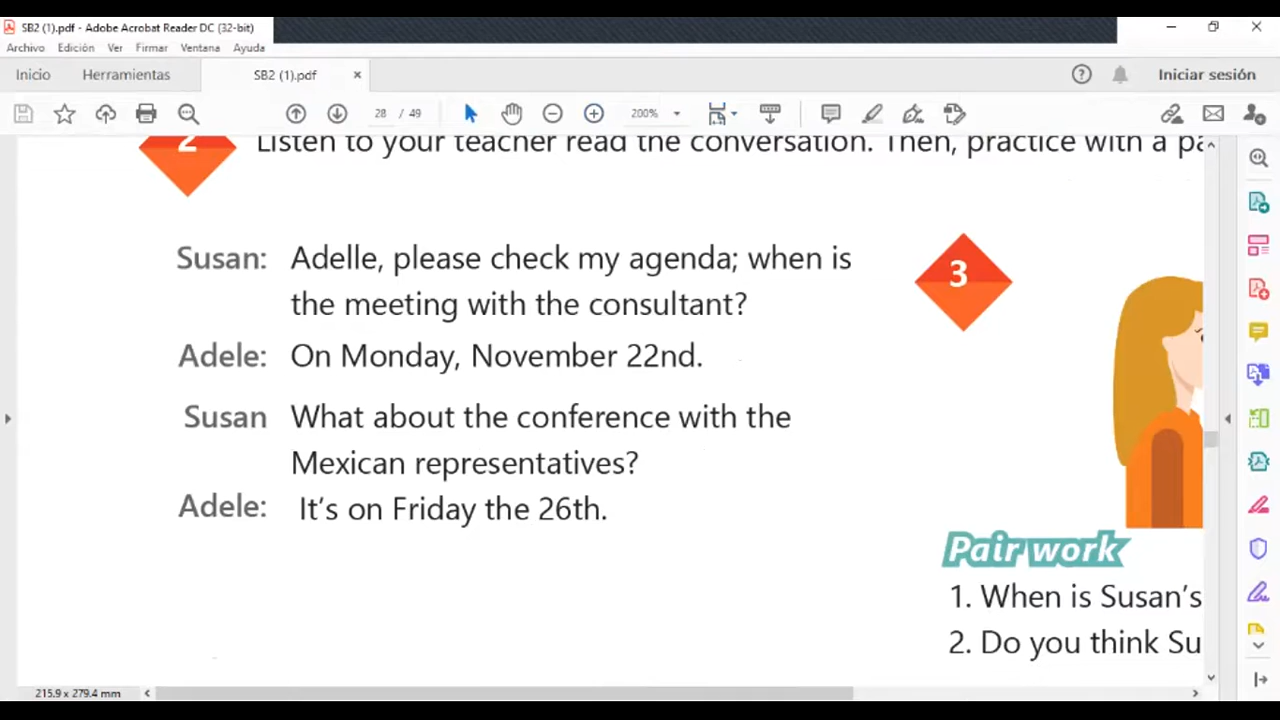 SB2 (1).pdf - Adobe Acrobat Reader DC (32-bit)
Archivo Edición Ver Firmar Ventana Ayuda
Inicio Herramientas SB2 (1).pdf Iniciar sesión
28 / 49 200%
2 Listen to your teacher read the conversation. Then, practice with a pa
Susan: Adelle, please check my agenda; when is
the meeting with the consultant?
3
Adele: On Monday, November 22nd.
Susan What about the conference with the
Mexican representatives?
Adele: It's on Friday the 26th.
Pair work
1. When is Susan's
2. Do you think Su
215.9 x 279.4 mm